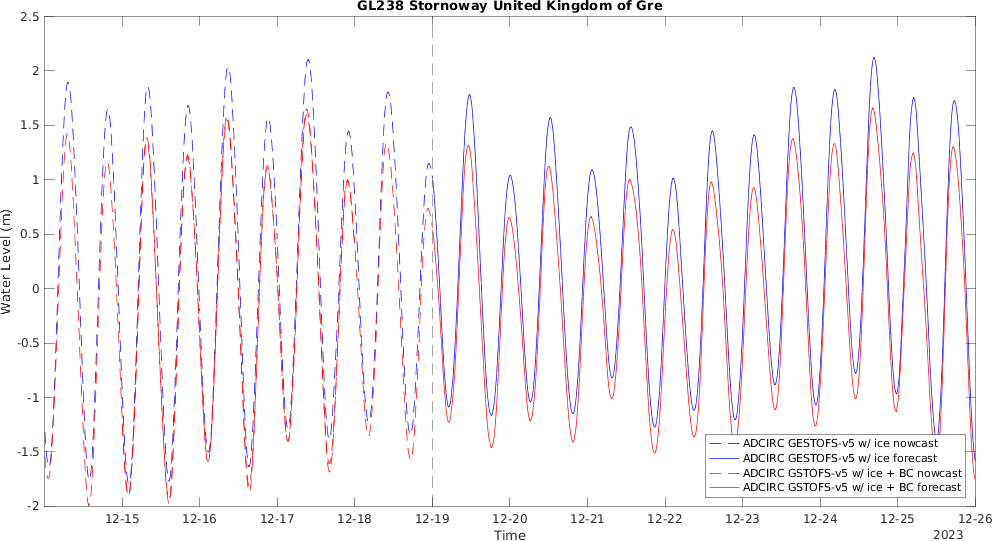 GL238 Stornoway United Kingdom of Gre
2.5
2
1.5
1
0.5
0
-0.5
-1
-1.5
-2
Water Level (m)
ADCIRC GESTOFS-v5 w/ ice nowcast
ADCIRC GESTOFS-v5 w/ ice forecast
ADCIRC GSTOFS-v5 w/ ice + BC nowcast
ADCIRC GSTOFS-v5 w/ ice + BC forecast
12-15 12-16 12-17 12-18 12-19 12-20 12-21 12-22 12-23 12-24 12-25 12-26
Time 2023